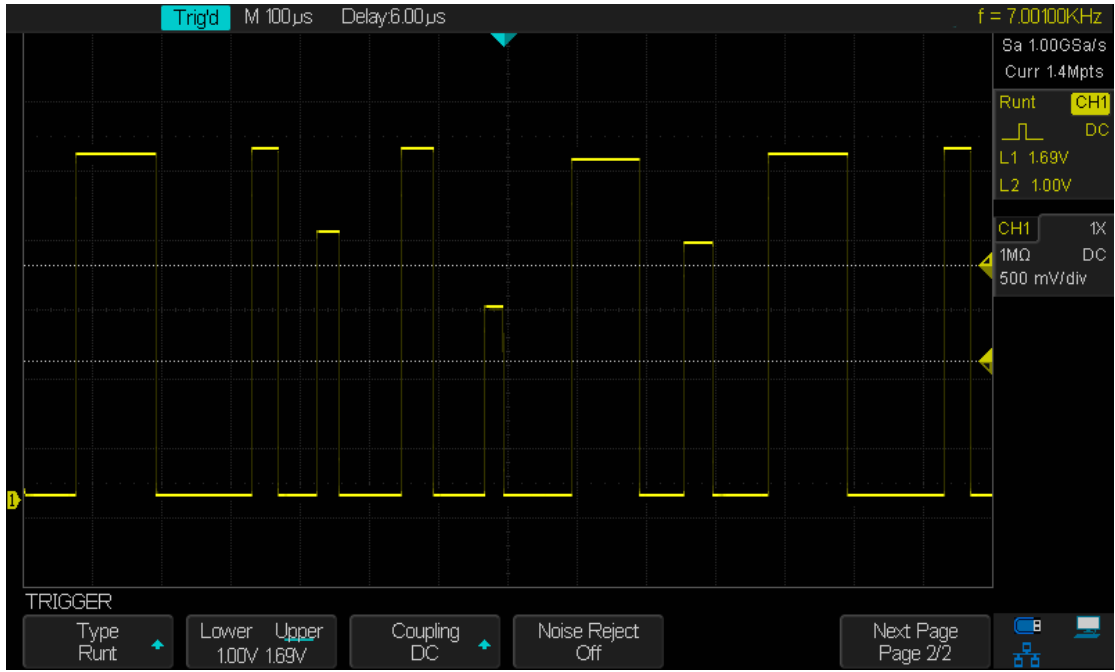 Trig'd M 100µs Delay:6.00µs f = 7.00100KHz
Sa 1.00GSa/s
Curr 1.4Mpts
Runt CH1
DC
L1 1.69V
L2 1.00V
CH1 1X
1MΩ DC
500 mV/div
1
TRIGGER
Type
Runt
Lower Upper
1.00V 1.69V
Coupling
DC
Noise Reject
Off
Next Page
Page 2/2